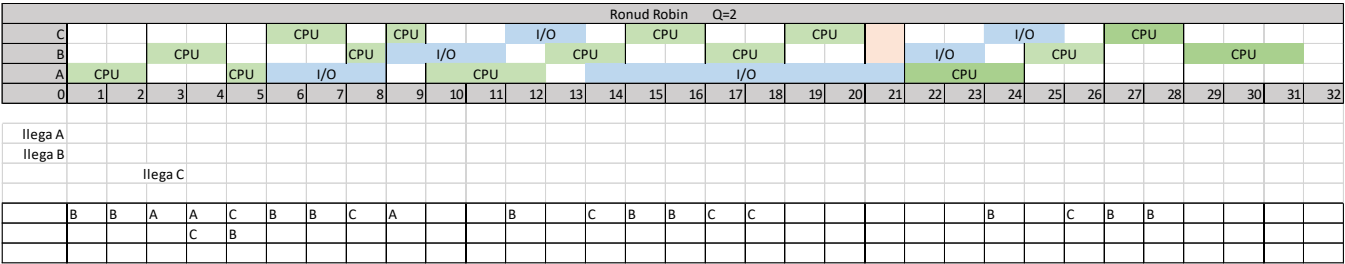 Ronud Robin Q=2
C CPU CPU I/O CPU CPU I/O CPU
B CPU CPU I/O CPU CPU I/O CPU CPU
A CPU CPU I/O CPU I/O CPU
0 1 2 3 4 5 6 7 8 9 10 11 12 13 14 15 16 17 18 19 20 21 22 23 24 25 26 27 28 29 30 31 32
llega A
llega B
llega C
B B A A C B B C A B C B B C C B C B B
C B